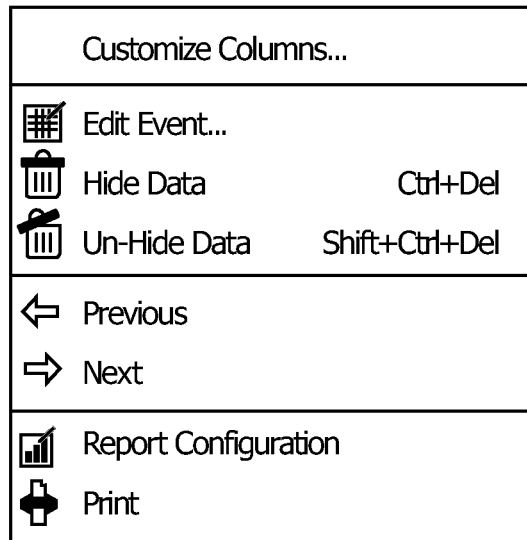 Customize Columns...
Edit Event...
Hide Data Ctrl+Del
Un-Hide Data Shift+Ctrl+Del
Previous
Next
Report Configuration
Print